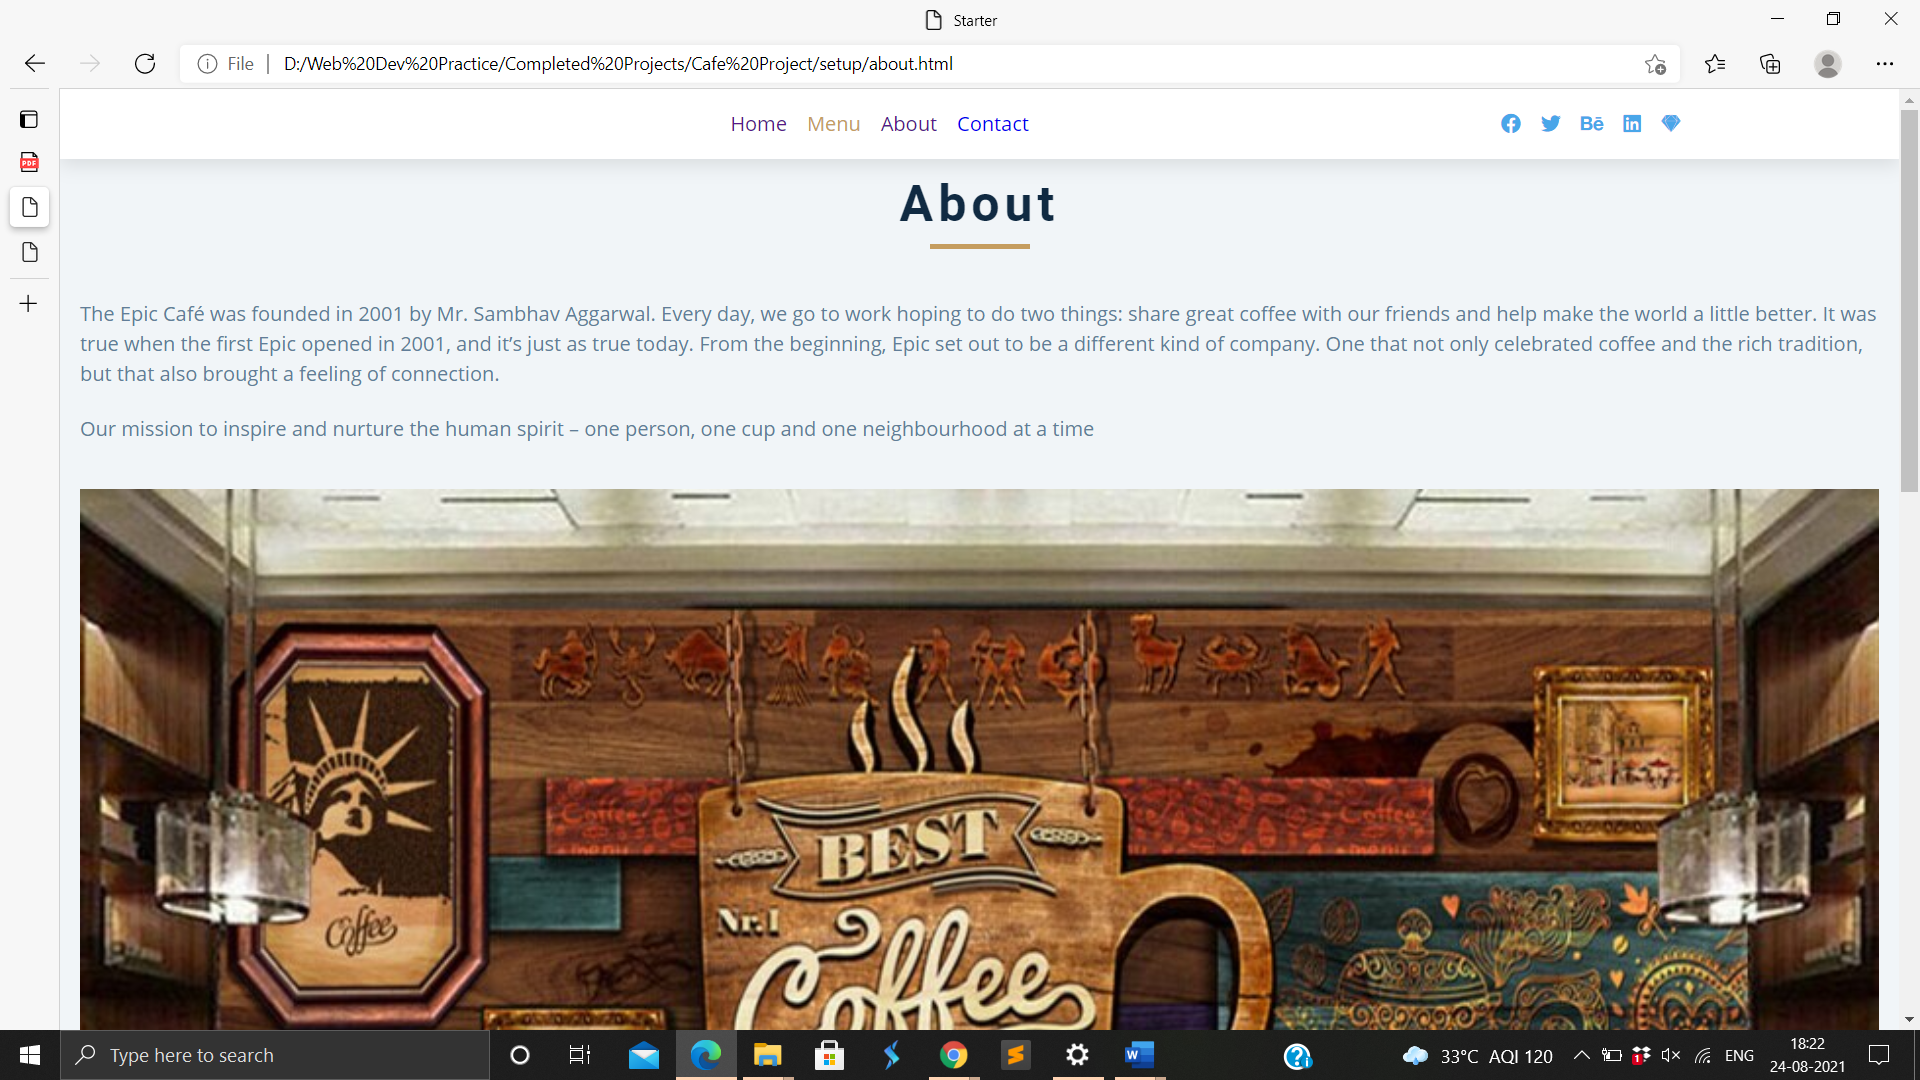 Starter
File
D:/Web%20Dev%20Practice/Completed%20Projects/Cafe%20Project/setup/about.html
PDF
Home Menu About Contact
Bē in
About
The Epic Café was founded in 2001 by Mr. Sambhav Aggarwal. Every day, we go to work hoping to do two things: share great coffee with our friends and help make the world a little better. It was
true when the first Epic opened in 2001, and it’s just as true today. From the beginning, Epic set out to be a different kind of company. One that not only celebrated coffee and the rich tradition,
but that also brought a feeling of connection.
Our mission to inspire and nurture the human spirit – one person, one cup and one neighbourhood at a time
Coffee
Coffee
BEST
Nr.1
Coffee
Coffee
Type here to search
33°C AQI 120
1
ENG
18:22
24-08-2021